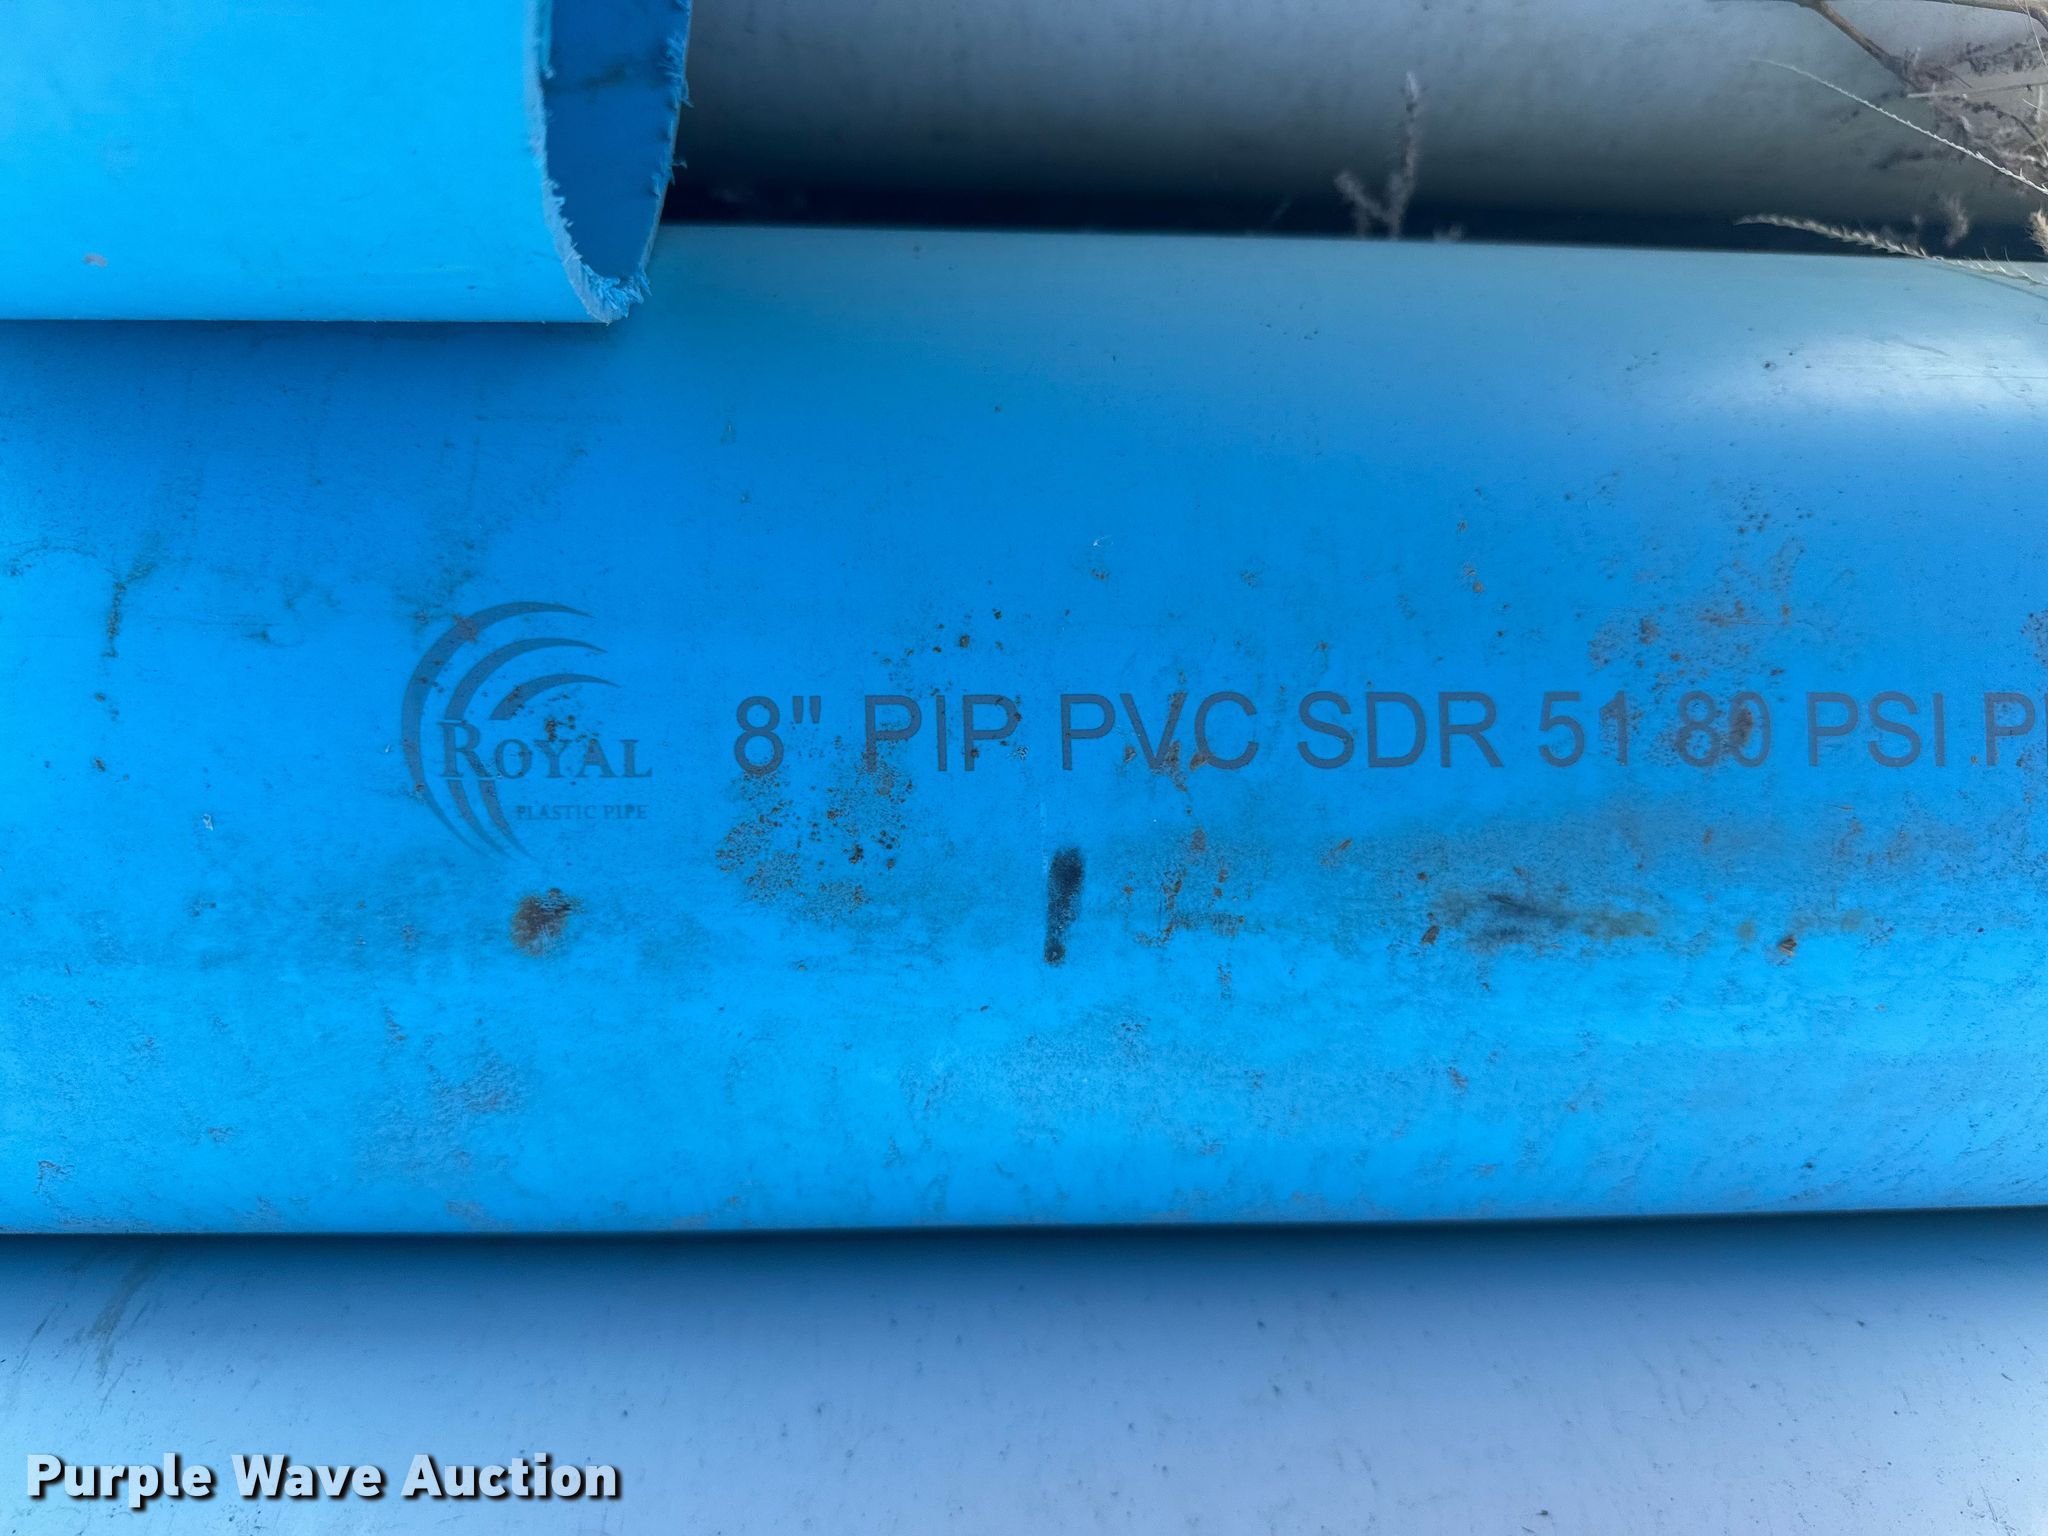 ROYAL
PLASTIC PIPE
8" PIP PVC SDR 51 80 PSI
Purple Wave Auction